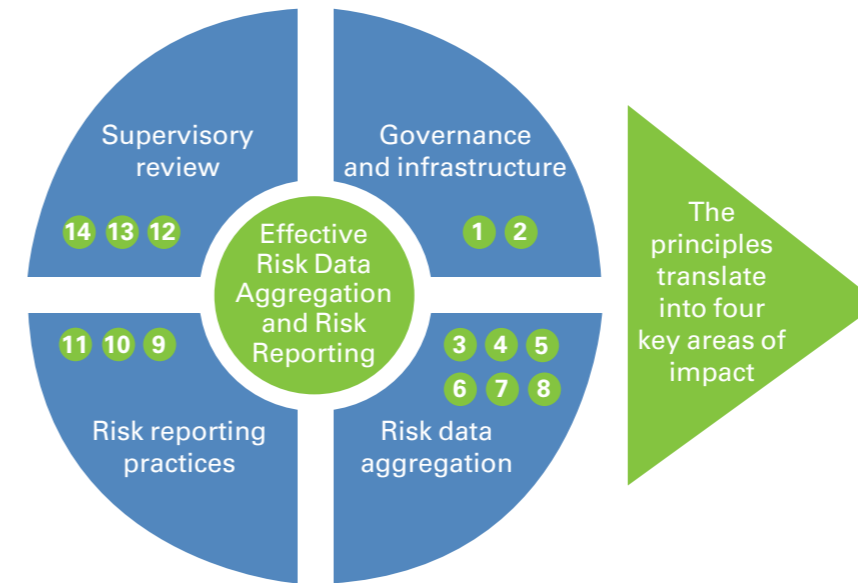 Supervisory
review
14 13 12
Governance
and infrastructure
1 2
Effective
Risk Data
Aggregation
and Risk
Reporting
11 10 9
Risk reporting
practices
3 4 5
6 7 8
Risk data
aggregation
The
principles
translate
into four
key areas of
impact